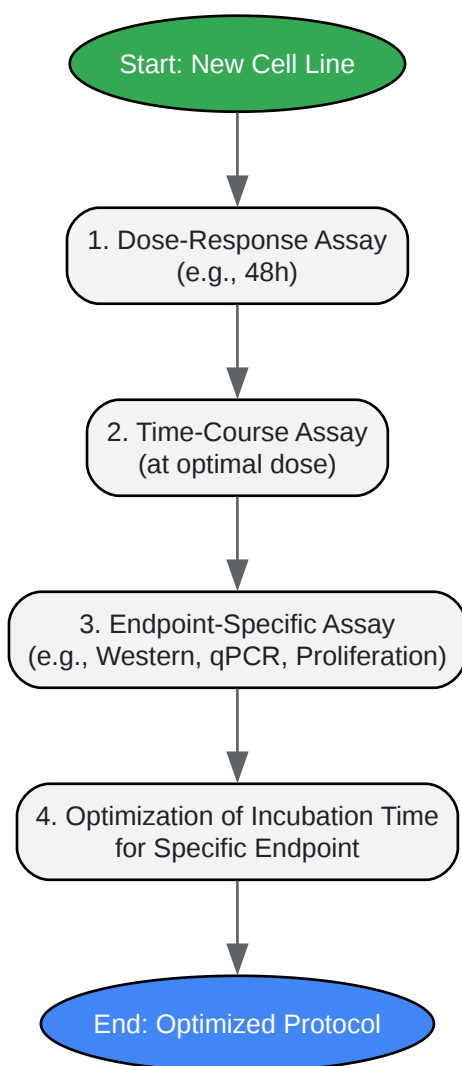 Start: New Cell Line
1. Dose-Response Assay
(e.g., 48h)
2. Time-Course Assay
(at optimal dose)
3. Endpoint-Specific Assay
(e.g., Western, qPCR, Proliferation)
4. Optimization of Incubation Time
for Specific Endpoint
End: Optimized Protocol